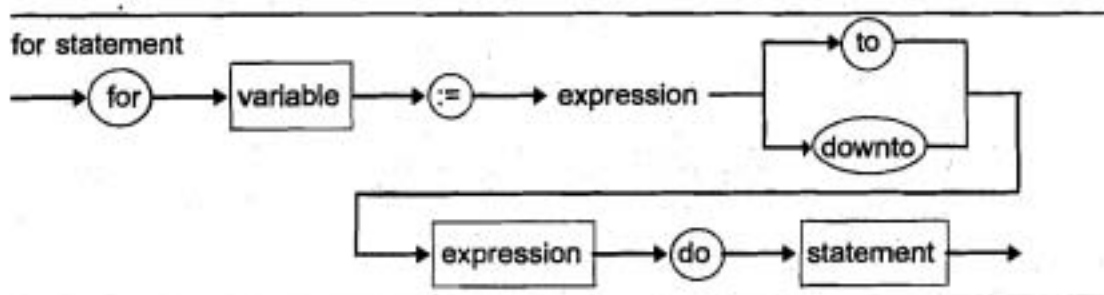 for statement
for variable := expression to
downto
expression do statement